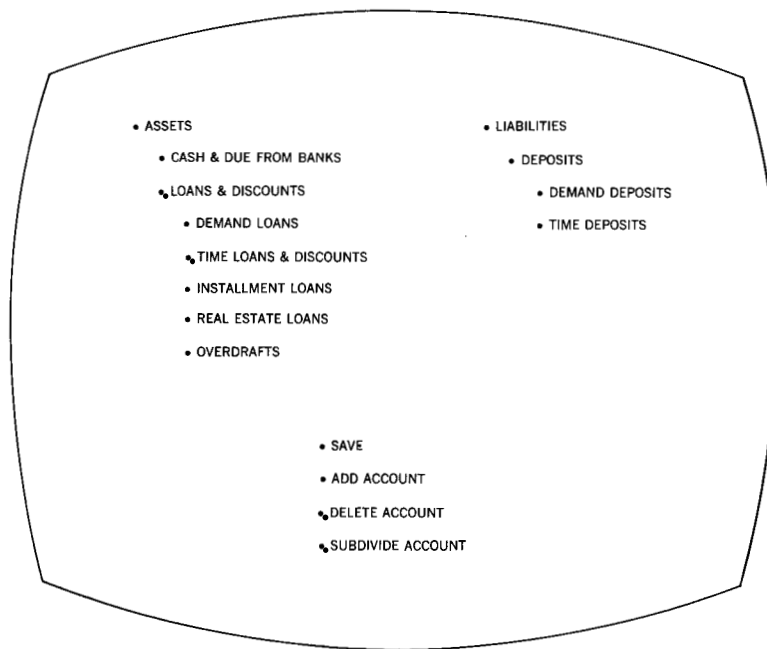 • ASSETS
• CASH & DUE FROM BANKS
• LOANS & DISCOUNTS
• DEMAND LOANS
• TIME LOANS & DISCOUNTS
• INSTALLMENT LOANS
• REAL ESTATE LOANS
• OVERDRAFTS
• LIABILITIES
• DEPOSITS
• DEMAND DEPOSITS
• TIME DEPOSITS
• SAVE
• ADD ACCOUNT
• DELETE ACCOUNT
• SUBDIVIDE ACCOUNT